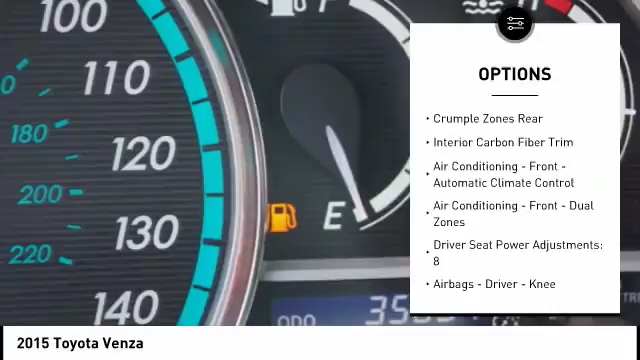 100
110
120
130
140
0
180
200
220
F
H
E
ODO
OPTIONS
Crumple Zones Rear
Interior Carbon Fiber Trim
Air Conditioning - Front -
Automatic Climate Control
Air Conditioning - Front - Dual
Zones
Driver Seat Power Adjustments:
8
Airbags - Driver - Knee
2015 Toyota Venza